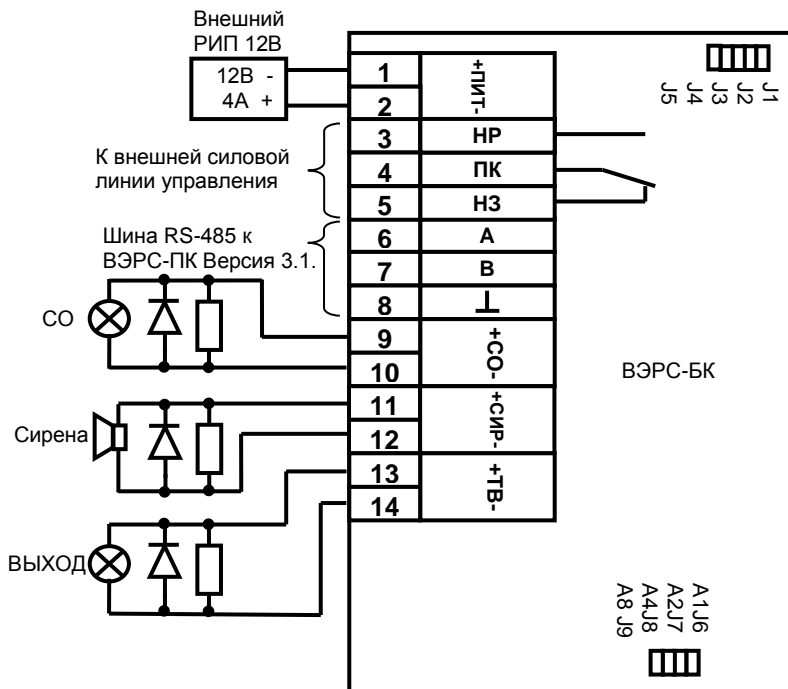 Внешний
РИП 12В
12В -
4А +
К внешней силовой
линии управления
Шина RS-485 к
ВЭРС-ПК Версия 3.1.
СО
Сирена
ВЫХОД
1
2
+ПИТ-
3 НР
4 ПК
5 НЗ
6 А
7 В
8
9
10
+СО-
11
12
+СИР-
13
14
+ТВ-
ВЭРС-БК
J1
J2
J3
J4
J5
A1J6
A2J7
A4J8
A8 J9